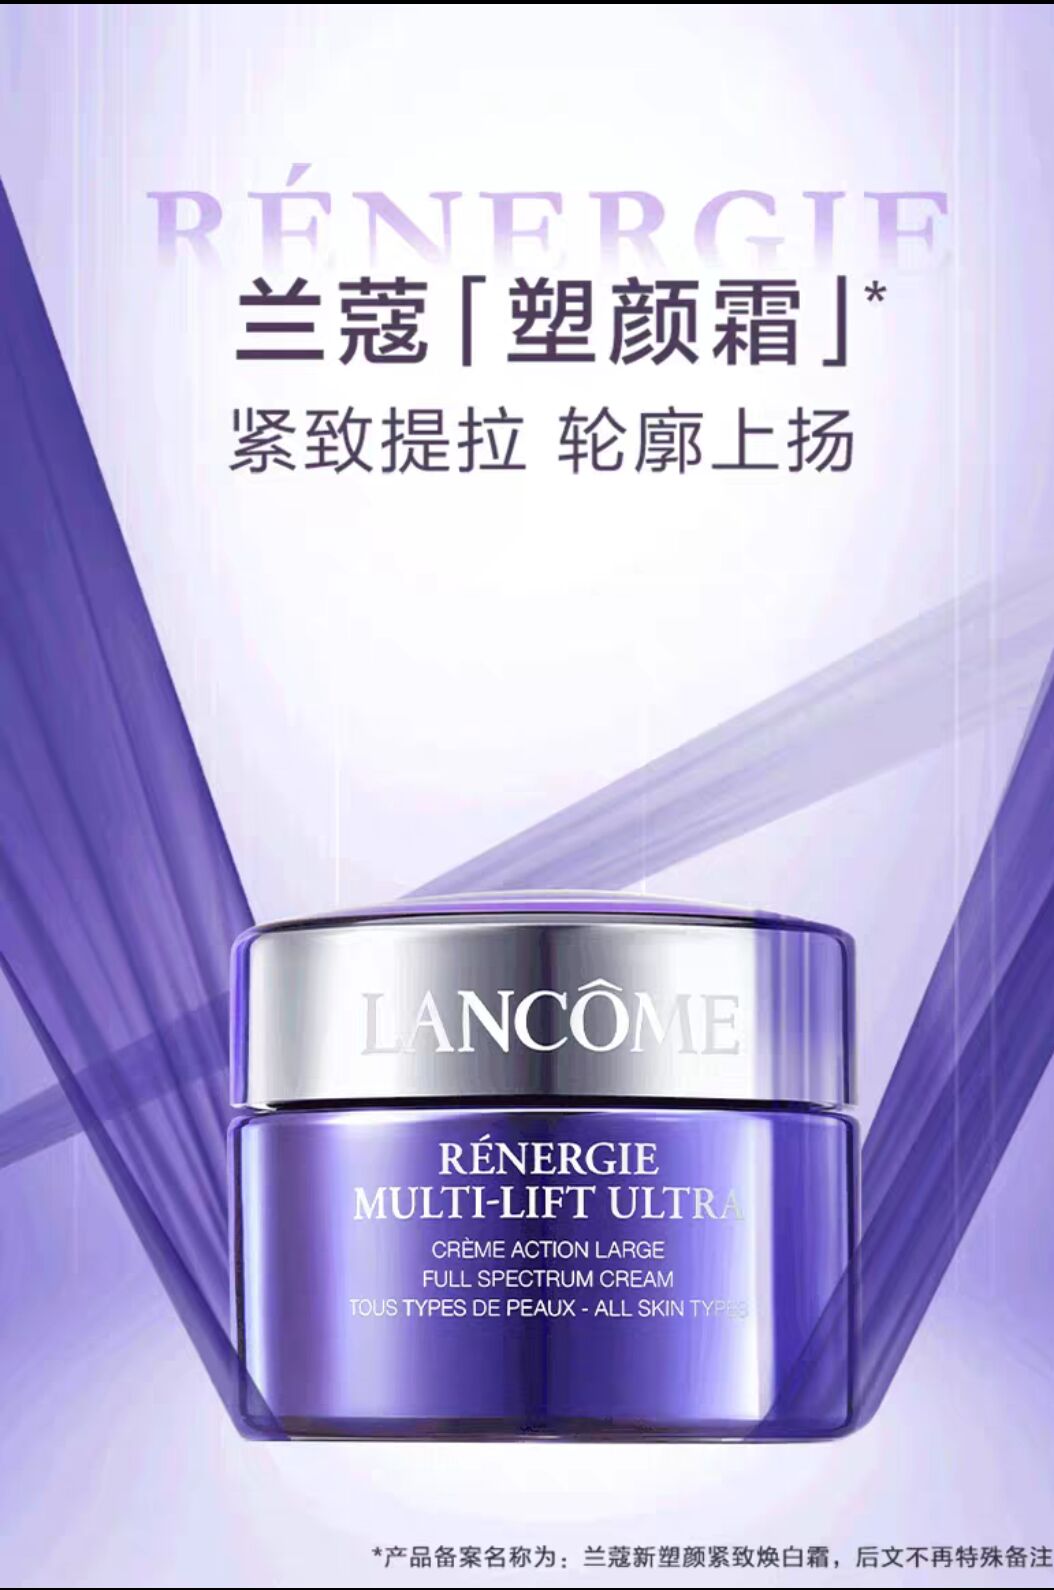 RÉNERGIE
兰蔻「塑颜霜」*
紧致提拉 轮廓上扬
LANCÔME
RÉNERGIE
MULTI-LIFT ULTRA
CRÈME ACTION LARGE
FULL SPECTRUM CREAM
TOUS TYPES DE PEAUX - ALL SKIN TYPES
*产品备案名称为：兰蔻新塑颜紧致焕白霜，后文不再特殊备注